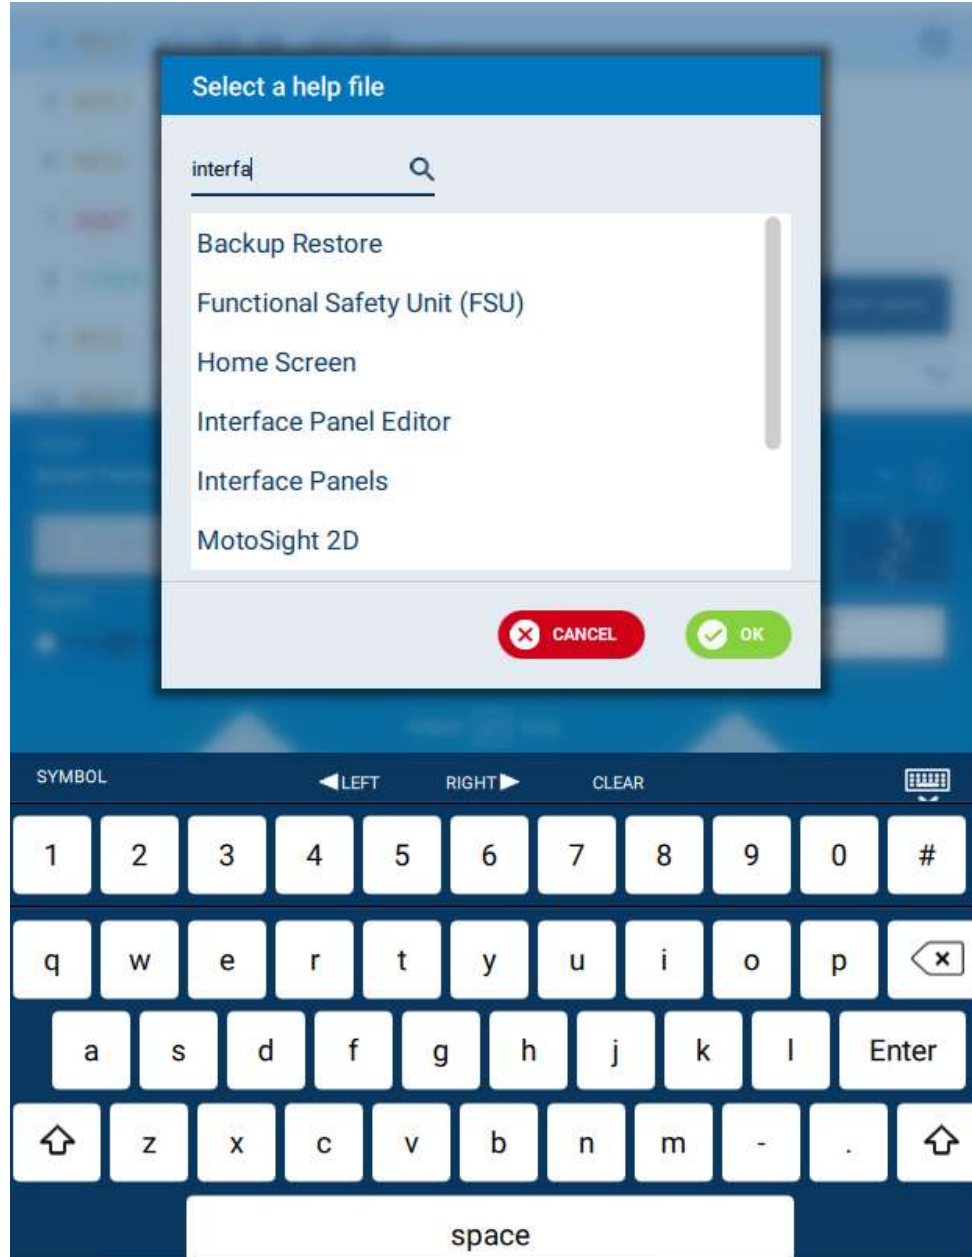 Select a help file
interfa
Backup Restore
Functional Safety Unit (FSU)
Home Screen
Interface Panel Editor
Interface Panels
MotoSight 2D
CANCEL OK
SYMBOL LEFT RIGHT CLEAR
1 2 3 4 5 6 7 8 9 0 #
q w e r t y u i o p
a s d f g h j k l Enter
z x c v b n m - .
space